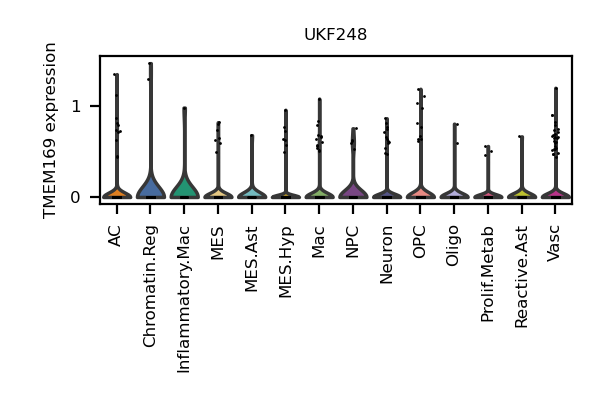 UKF248
TMEM169 expression
1
0
AC
Chromatin.Reg
Inflammatory.Mac
MES
MES.Ast
MES.Hyp
Mac
NPC
Neuron
OPC
Oligo
Prolif.Metab
Reactive.Ast
Vasc